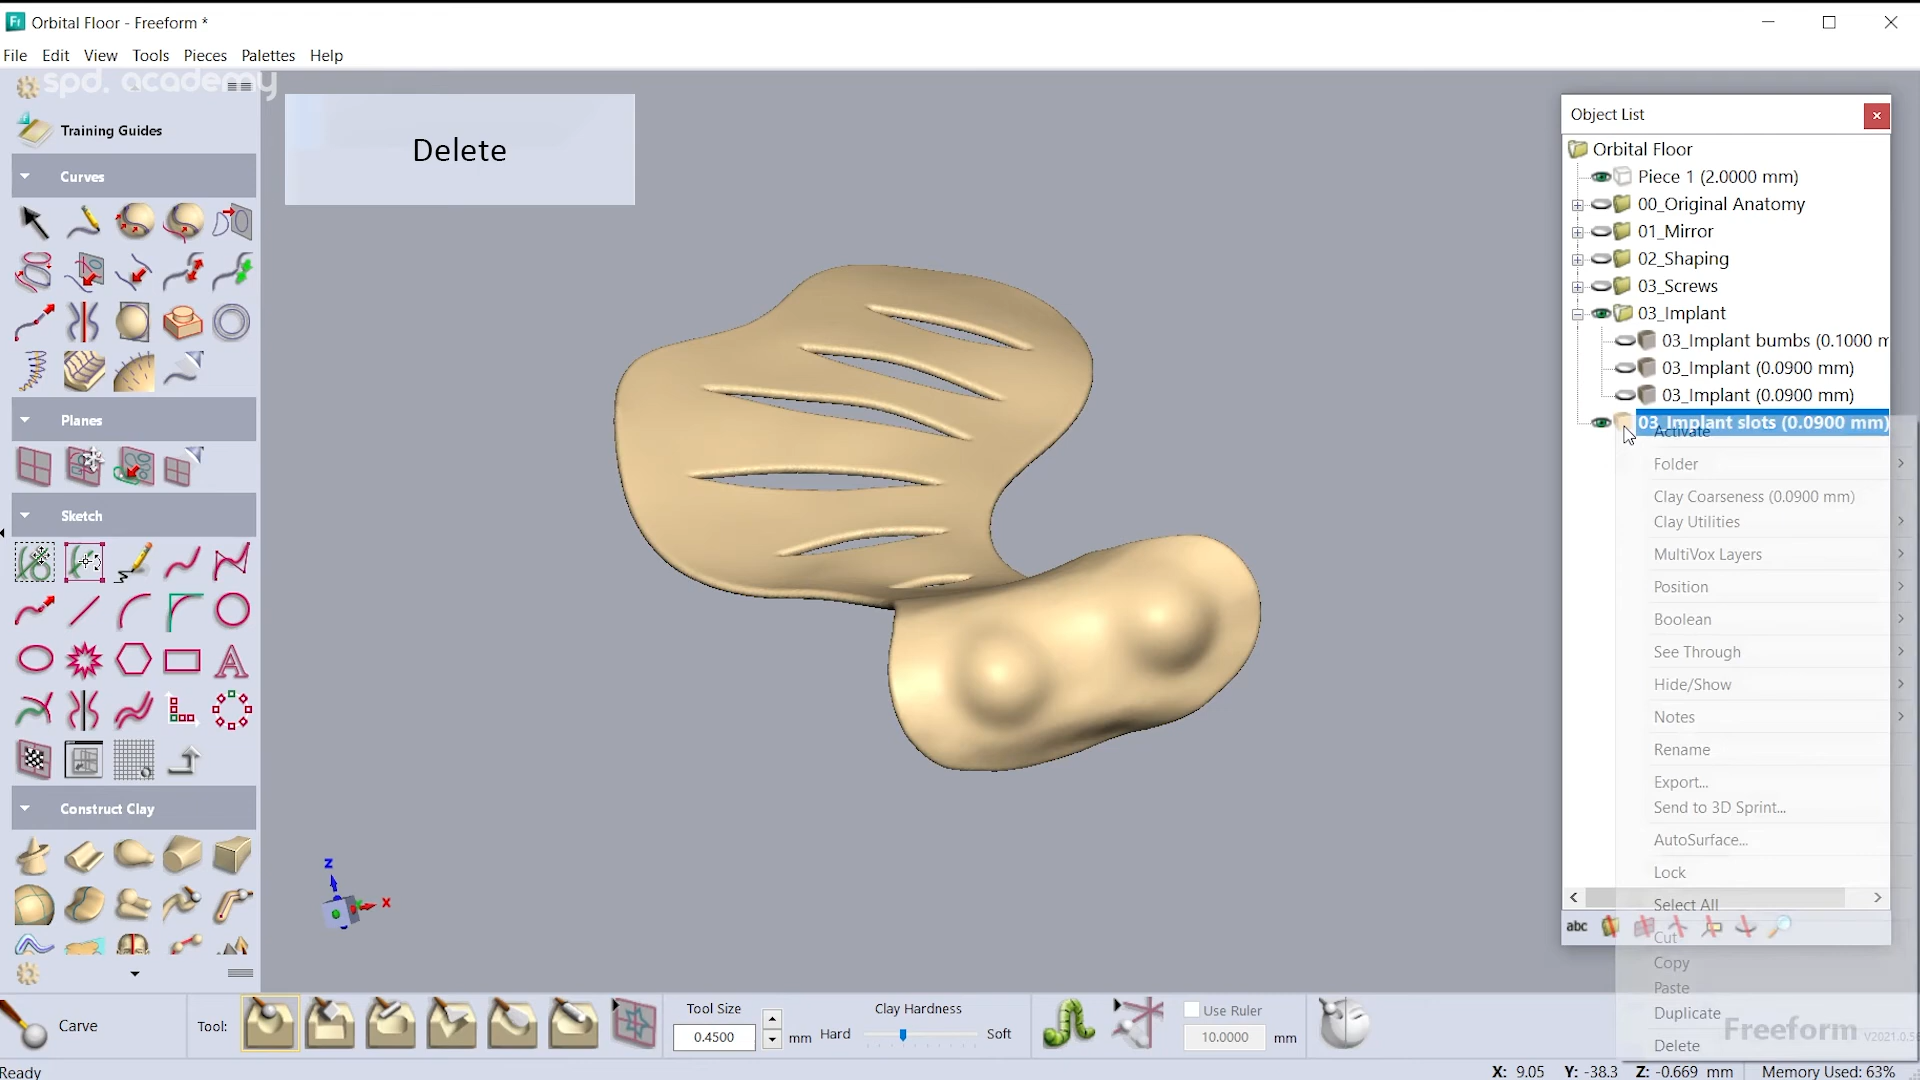 Orbital Floor - Freeform *
File Edit View Tools Pieces Palettes Help
spd. academy
Training Guides
Curves
Planes
Sketch
Construct Clay
Delete
Object List
Orbital Floor
Piece 1 (2.0000 mm)
00_Original Anatomy
01_Mirror
02_Shaping
03_Screws
03_Implant
03_Implant bumbs (0.1000 m
03_Implant (0.0900 mm)
03_Implant (0.0900 mm)
03_Implant slots (0.0900 mm)
Activate
Folder
Clay Coarseness (0.0900 mm)
Clay Utilities
MultiVox Layers
Position
Boolean
See Through
Hide/Show
Notes
Rename
Export...
Send to 3D Sprint...
AutoSurface...
Lock
Select All
Cut
Copy
Paste
Duplicate
Delete
abc
Freeform V2021.0.56
Carve
Tool:
Tool Size
0.4500 mm
Clay Hardness
Hard Soft
Use Ruler
10.0000 mm
z
x
Ready
X: 9.05 Y: -38.3 Z: -0.669 mm Memory Used: 63%